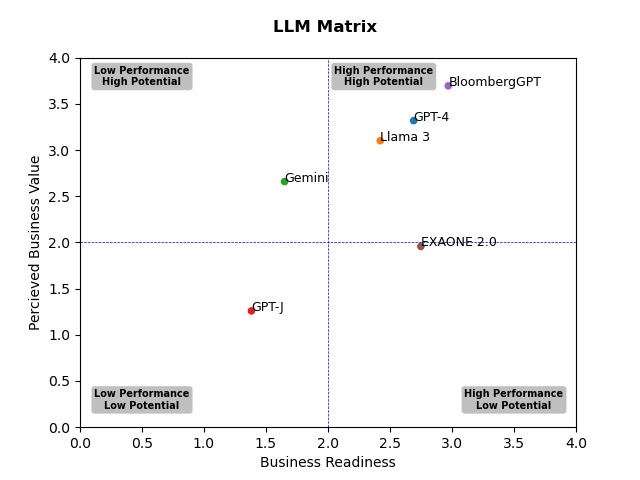 LLM Matrix
Low Performance
High Potential
High Performance
High Potential
BloombergGPT
GPT-4
Llama 3
Gemini
EXAONE 2.0
GPT-J
Low Performance
Low Potential
High Performance
Low Potential
4.0
3.5
3.0
2.5
2.0
1.5
1.0
0.5
0.0
Percieved Business Value
0.0 0.5 1.0 1.5 2.0 2.5 3.0 3.5 4.0
Business Readiness